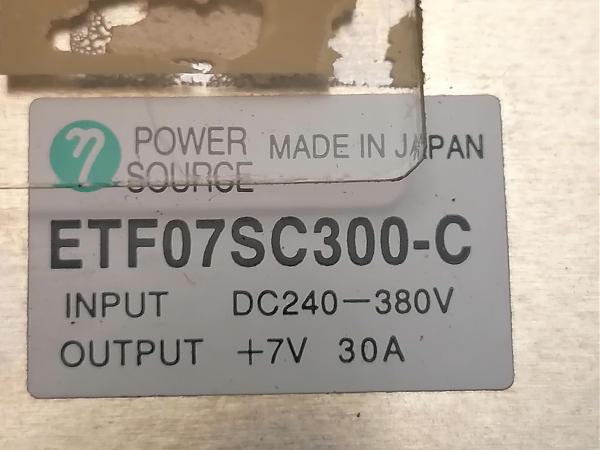 η POWER SOURCE MADE IN JAPAN
ETF07SC300-C
INPUT DC240-380V
OUTPUT +7V 30A